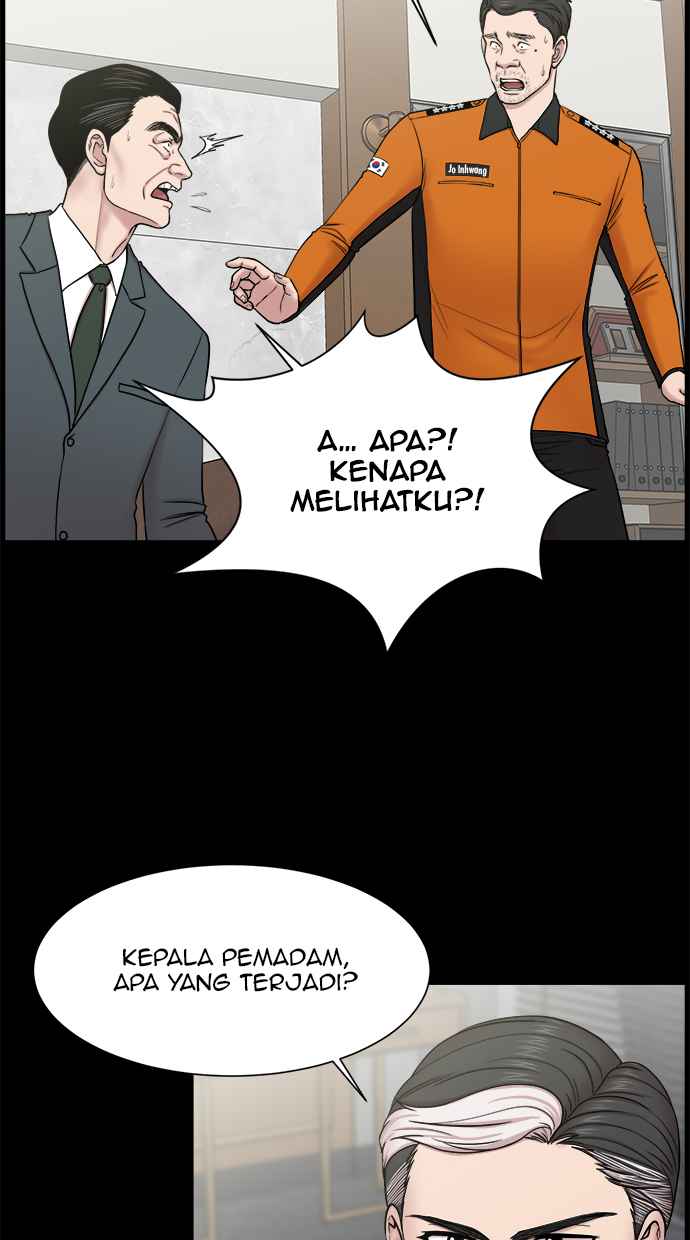 Jo Inhwang
A... APA?!
KENAPA
MELIHATKU?!
KEPALA PEMADAM,
APA YANG TERJADI?